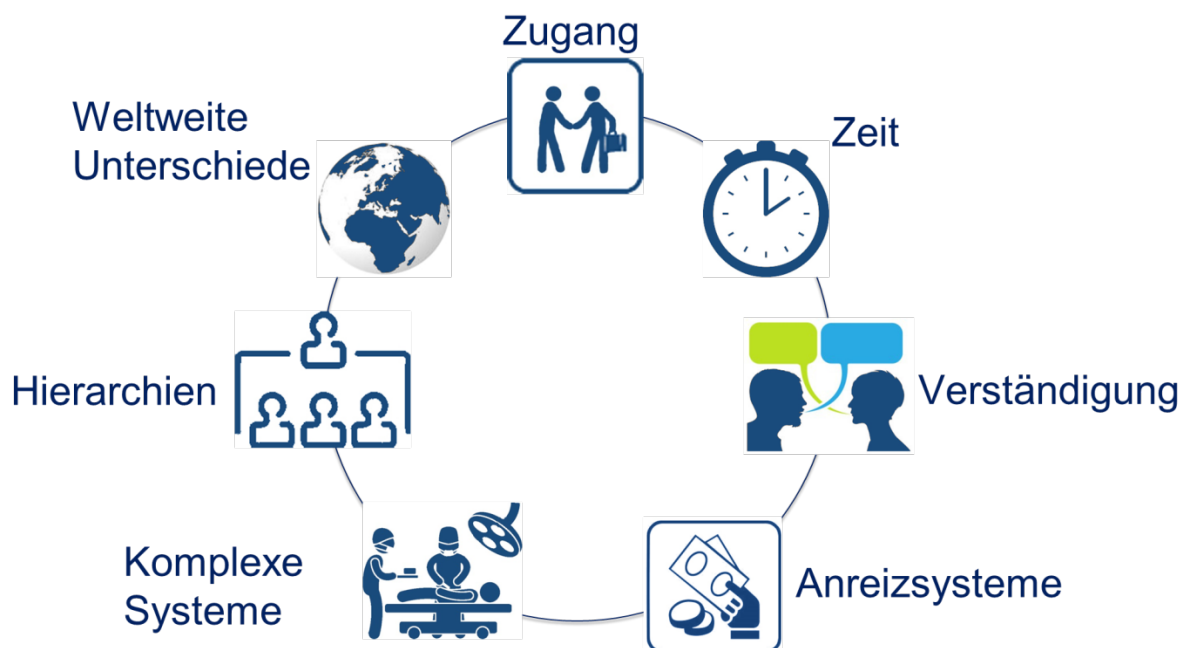 Zugang
Zeit
Verständigung
Anreizsysteme
Komplexe
Systeme
Hierarchien
Weltweite
Unterschiede